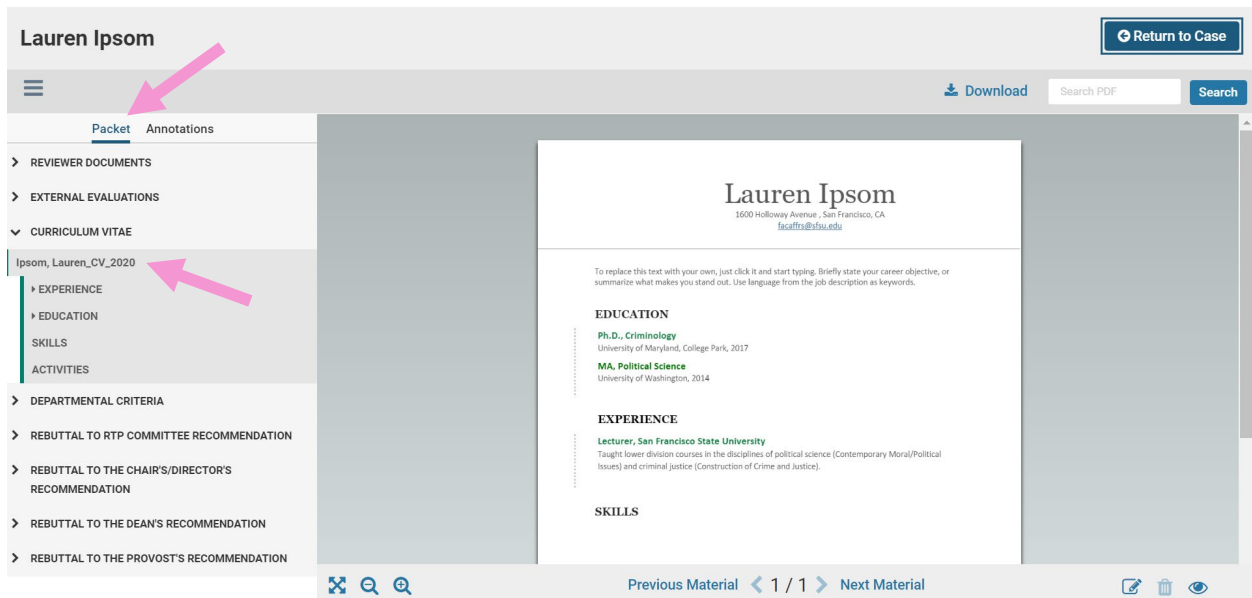 Lauren Ipsom
Return to Case
Download
Search PDF
Search
Packet Annotations
REVIEWER DOCUMENTS
EXTERNAL EVALUATIONS
CURRICULUM VITAE
Ipsom, Lauren_CV_2020
EXPERIENCE
EDUCATION
SKILLS
ACTIVITIES
DEPARTMENTAL CRITERIA
REBUTTAL TO RTP COMMITTEE RECOMMENDATION
REBUTTAL TO THE CHAIR'S/DIRECTOR'S
RECOMMENDATION
REBUTTAL TO THE DEAN'S RECOMMENDATION
REBUTTAL TO THE PROVOST'S RECOMMENDATION
Lauren Ipsom
1600 Holloway Avenue , San Francisco, CA
facaffrs@sfsu.edu
To replace this text with your own, just click it and start typing. Briefly state your career objective, or
summarize what makes you stand out. Use language from the job description as keywords.
EDUCATION
Ph.D., Criminology
University of Maryland, College Park, 2017
MA, Political Science
University of Washington, 2014
EXPERIENCE
Lecturer, San Francisco State University
Taught lower division courses in the disciplines of political science (Contemporary Moral/Political
Issues) and criminal justice (Construction of Crime and Justice).
SKILLS
Previous Material 1 / 1 Next Material